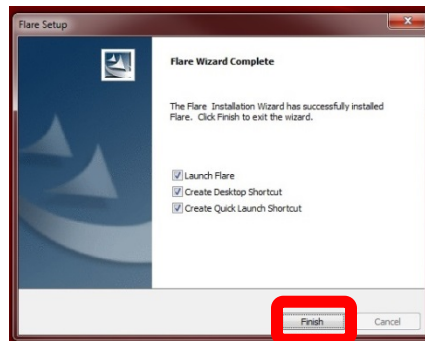 Flare Setup
Flare Wizard Complete
The Flare Installation Wizard has successfully installed
Flare. Click Finish to exit the wizard.
Launch Flare
Create Desktop Shortcut
Create Quick Launch Shortcut
Finish
Cancel